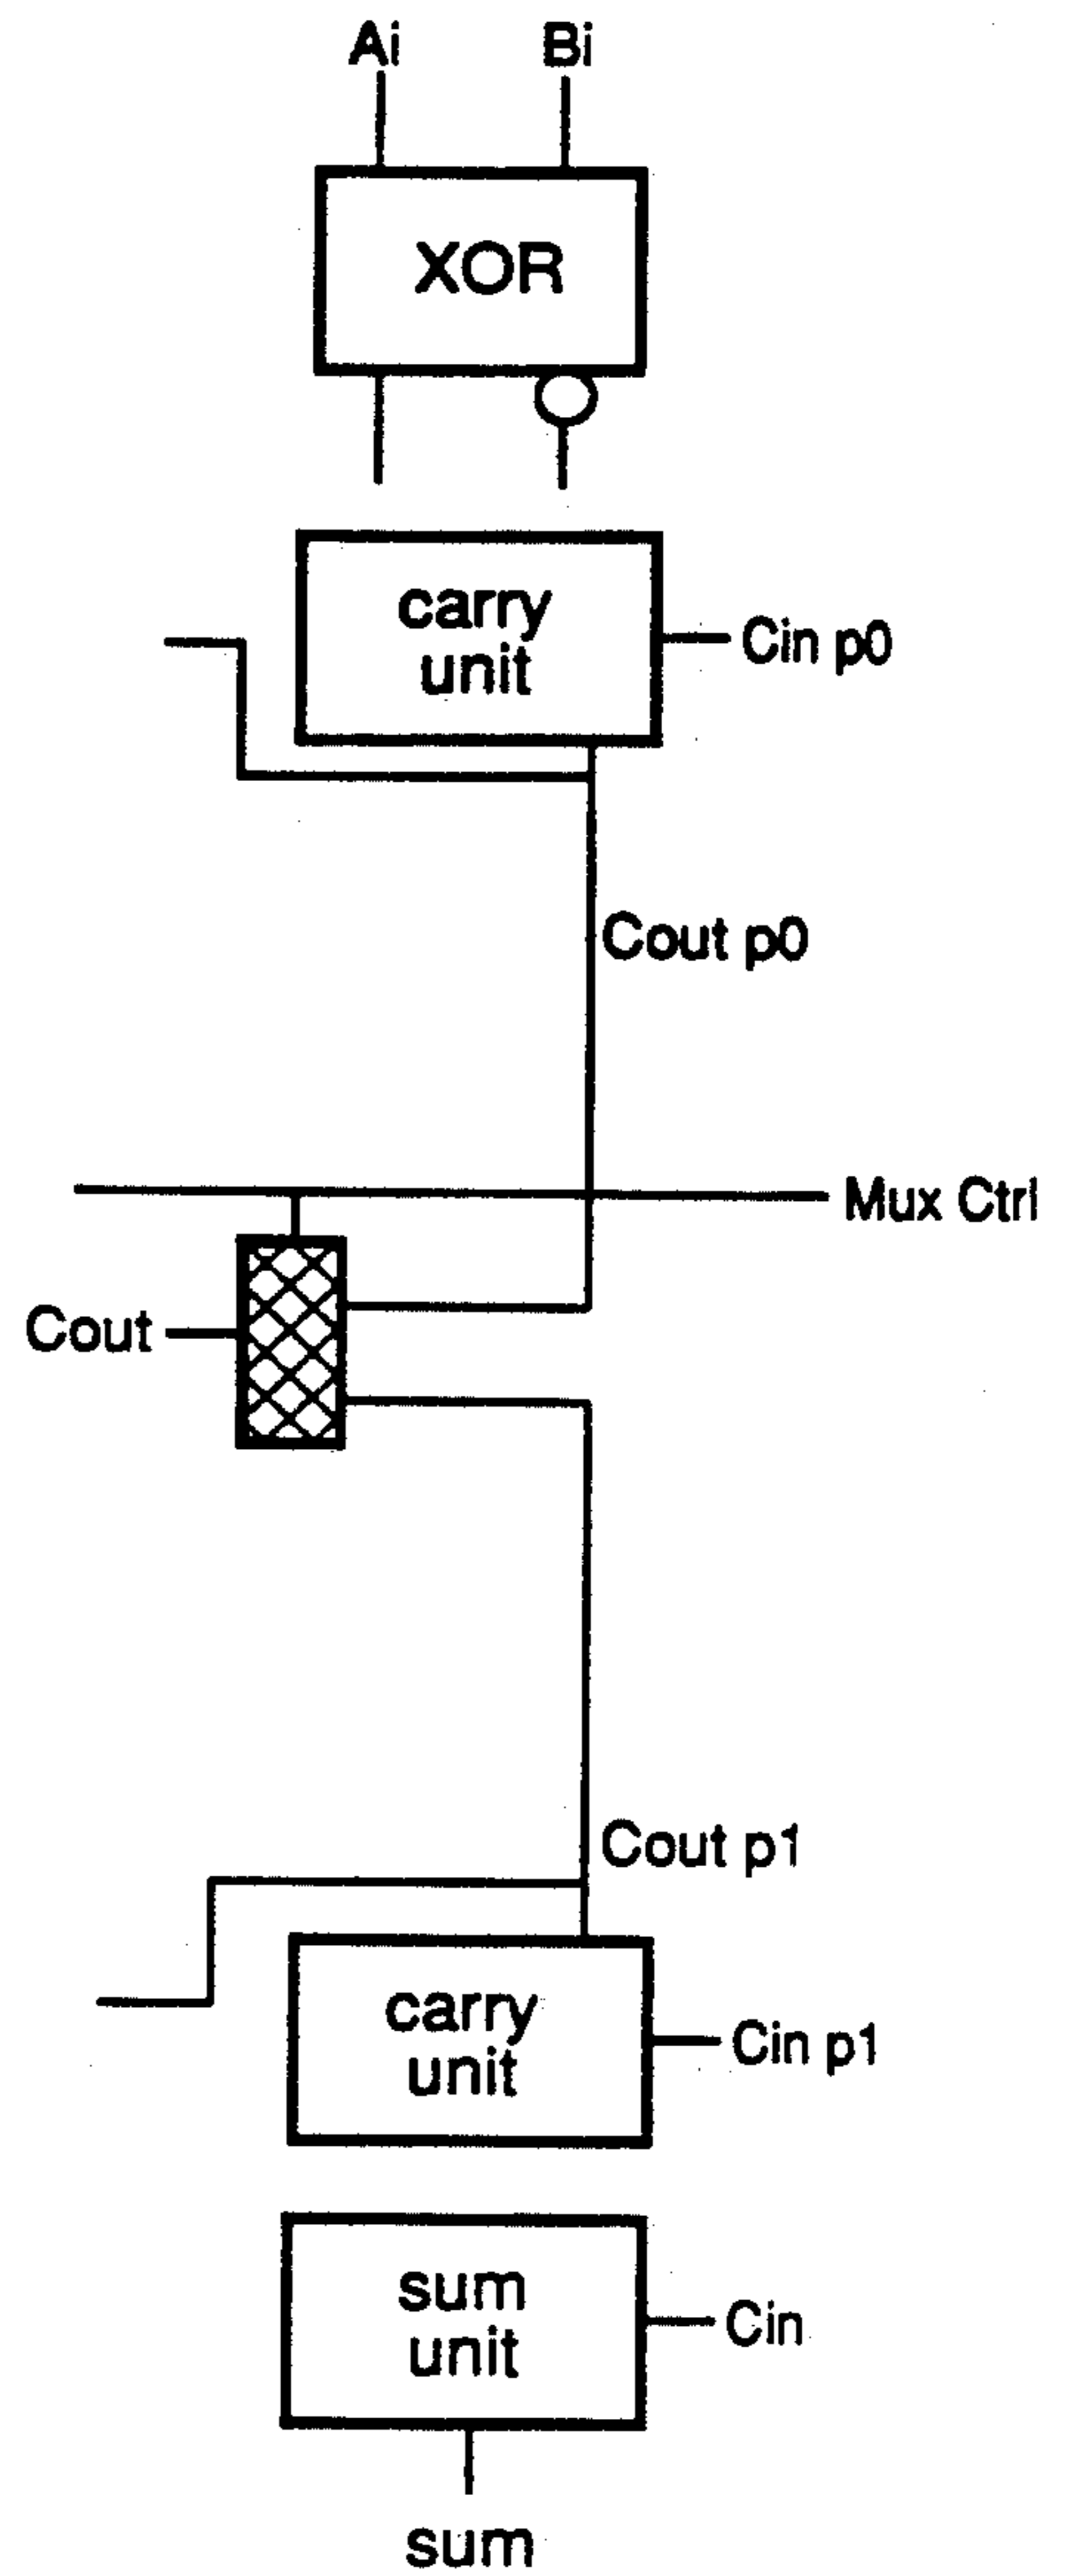 Ai Bi
XOR
carry
unit
Cin p0
Cout p0
Mux Ctrl
Cout
Cout p1
carry
unit
Cin p1
sum
unit
Cin
sum